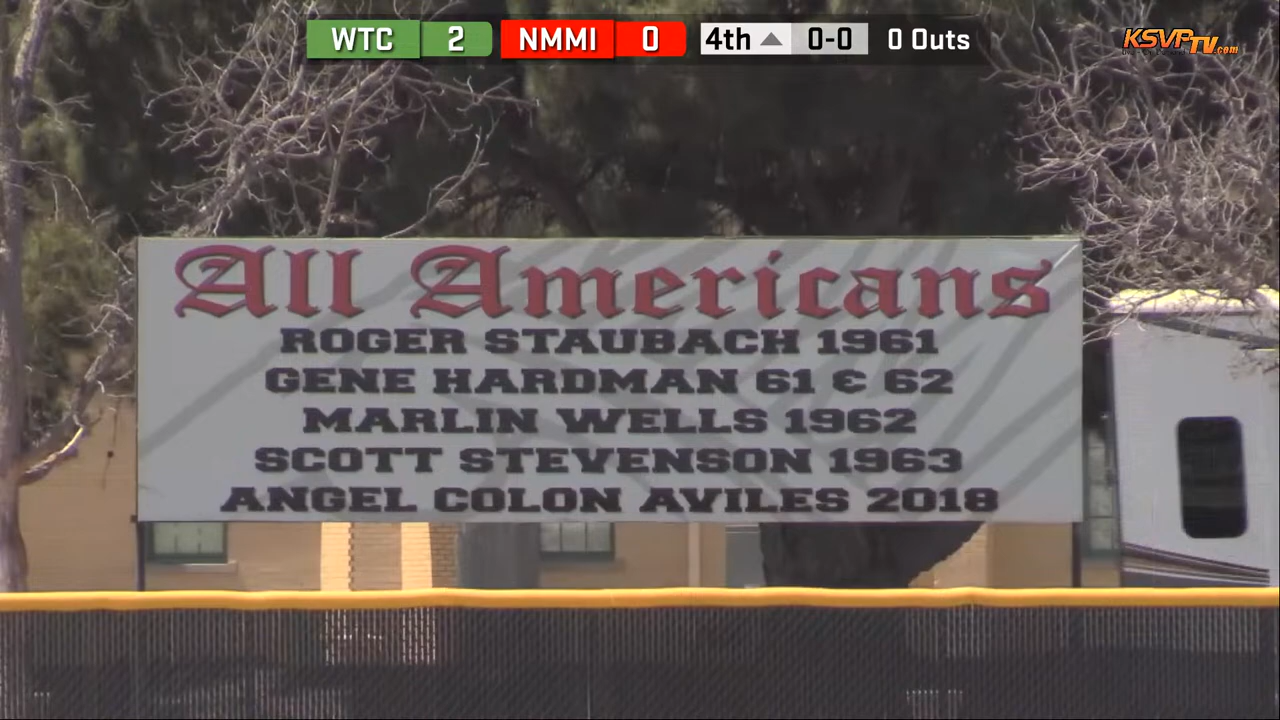 WTC 2 NMMI 0 4th 0-0 0 Outs
KSVPTV.com
All Americans
ROGER STAUBACH 1961
GENE HARDMAN 61 & 62
MARLIN WELLS 1962
SCOTT STEVENSON 1963
ANGEL COLON AVILES 2018